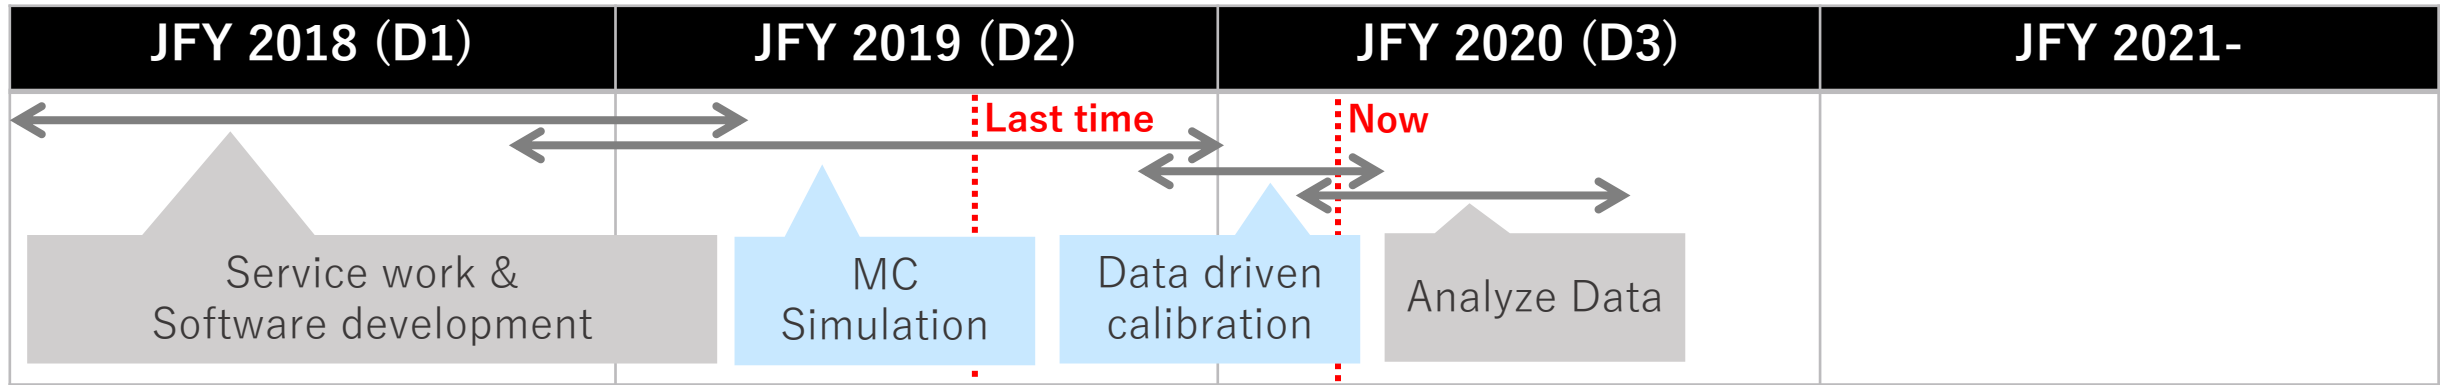 JFY 2018 (D1)
JFY 2019 (D2)
JFY 2020 (D3)
JFY 2021-
Last time
Now
Service work &
Software development
MC
Simulation
Data driven
calibration
Analyze Data